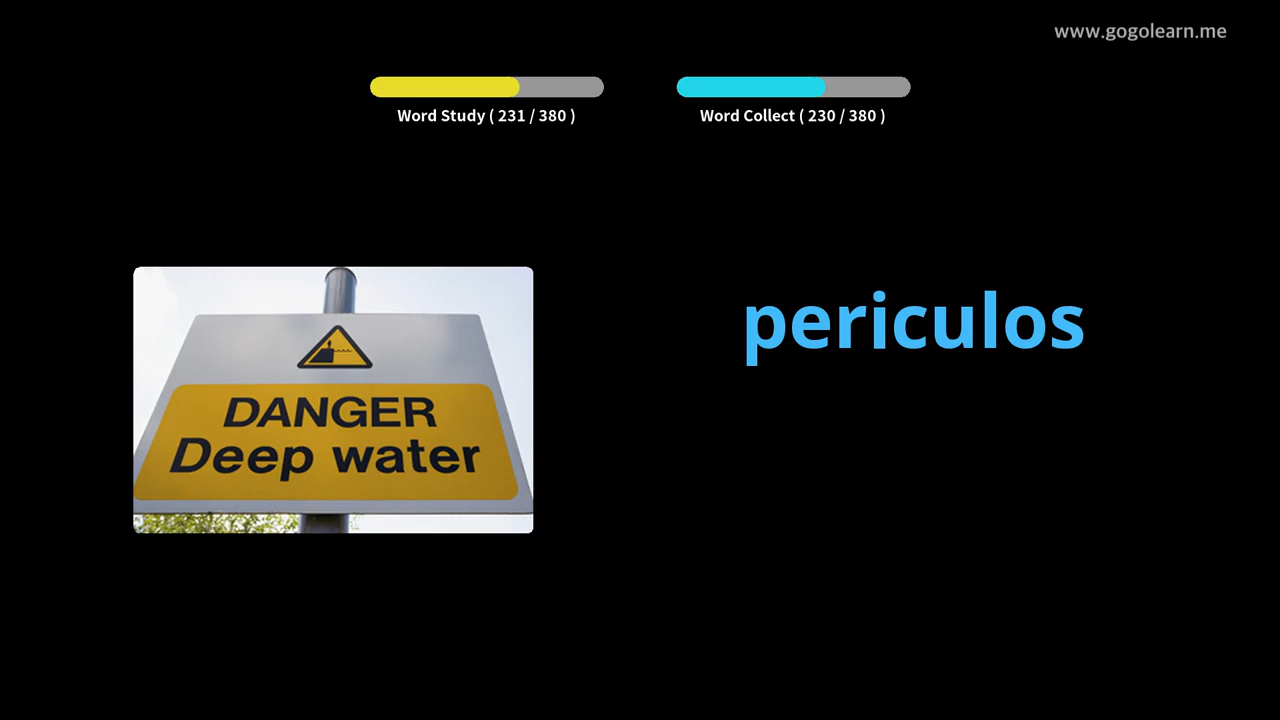 www.gogolearn.me
Word Study ( 231 / 380 )
Word Collect ( 230 / 380 )
periculos
DANGER
Deep water